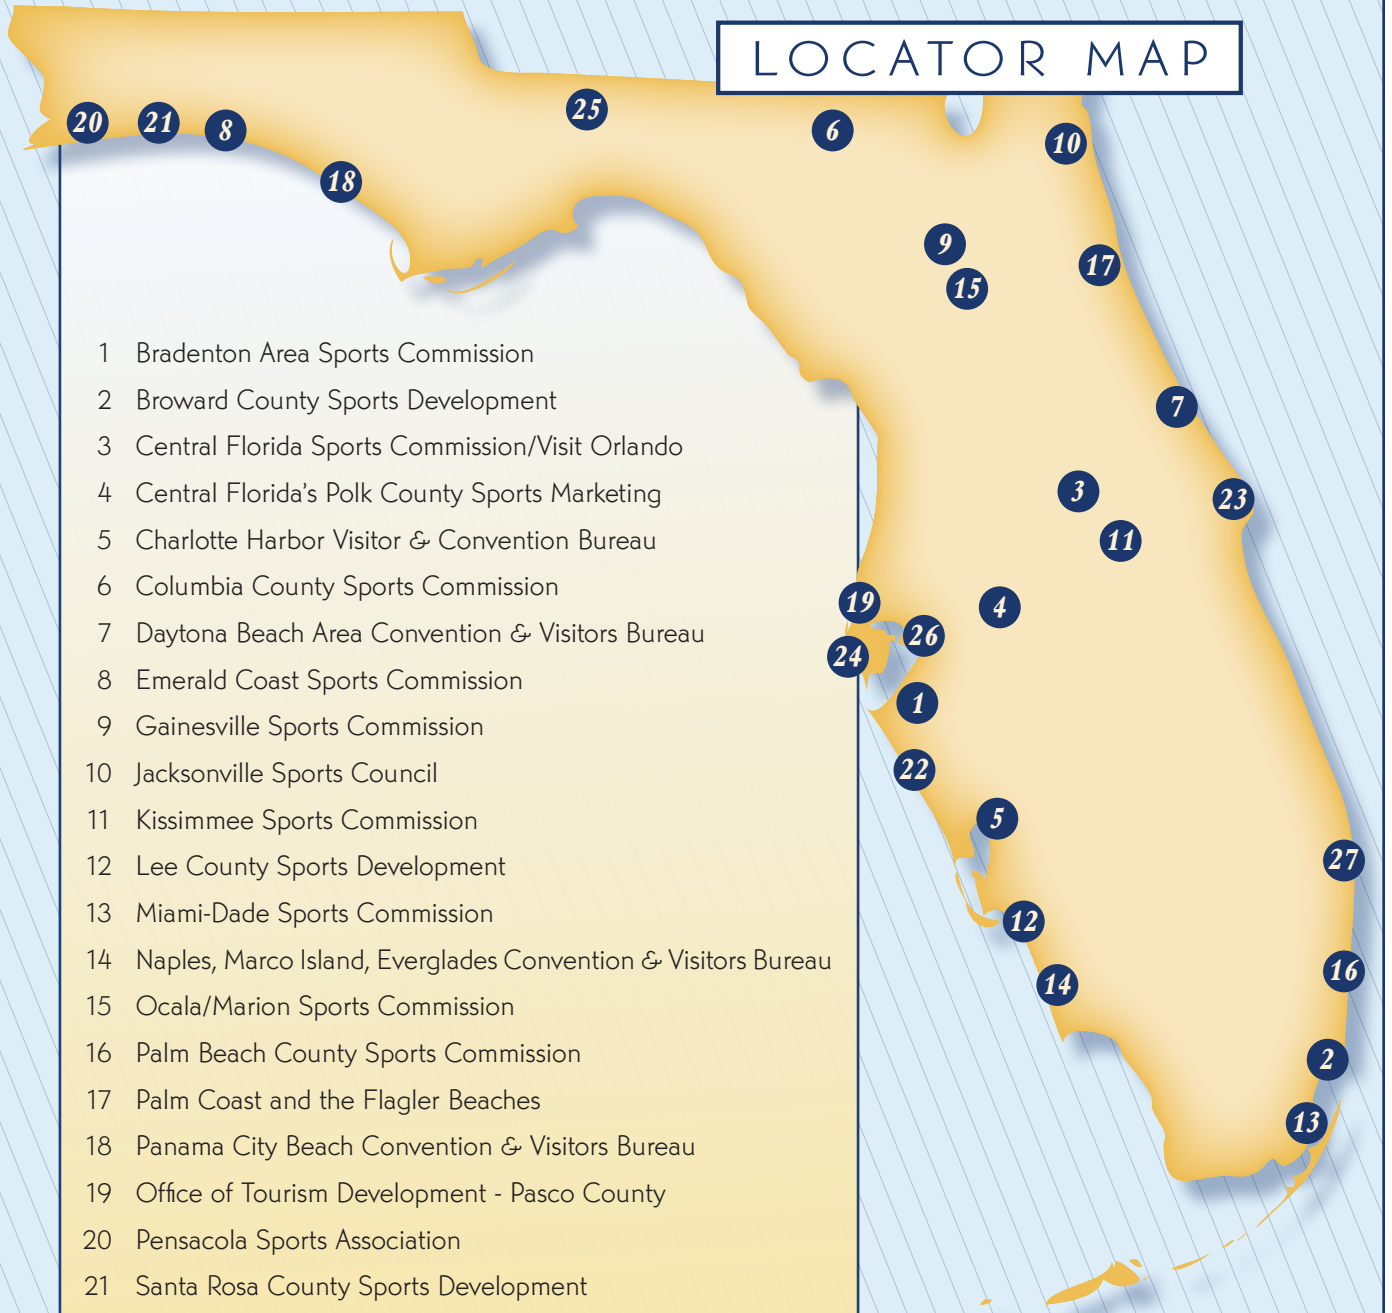 LOCATOR MAP
20 21 8 25 6 10
18
9 17
15
7
3 23
11
19 4
26
24
1
22
5
27
12
16
14
2
13
1 Bradenton Area Sports Commission
2 Broward County Sports Development
3 Central Florida Sports Commission/Visit Orlando
4 Central Florida's Polk County Sports Marketing
5 Charlotte Harbor Visitor & Convention Bureau
6 Columbia County Sports Commission
7 Daytona Beach Area Convention & Visitors Bureau
8 Emerald Coast Sports Commission
9 Gainesville Sports Commission
10 Jacksonville Sports Council
11 Kissimmee Sports Commission
12 Lee County Sports Development
13 Miami-Dade Sports Commission
14 Naples, Marco Island, Everglades Convention & Visitors Bureau
15 Ocala/Marion Sports Commission
16 Palm Beach County Sports Commission
17 Palm Coast and the Flagler Beaches
18 Panama City Beach Convention & Visitors Bureau
19 Office of Tourism Development - Pasco County
20 Pensacola Sports Association
21 Santa Rosa County Sports Development